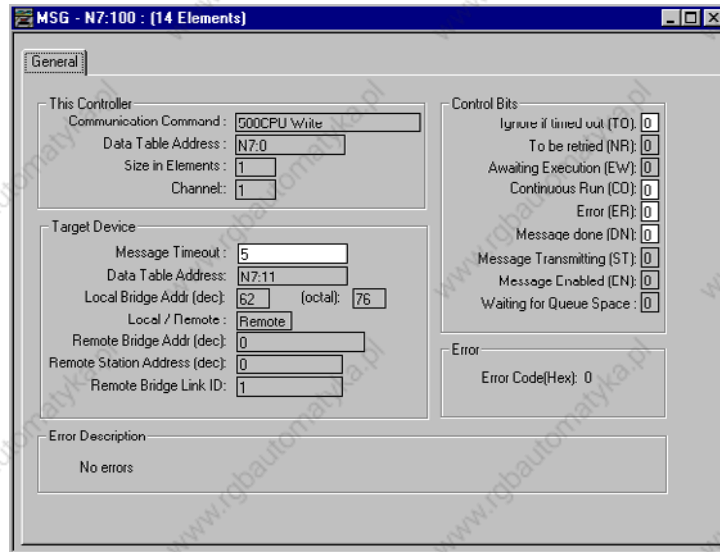 MSG - N7:100 : (14 Elements)
General
This Controller
Communication Command : 500CPU Write
Data Table Address : N7:0
Size in Elements : 1
Channel:: 1
Target Device
Message Timeout : 5
Data Table Address: N7:11
Local Bridge Addr (dec): 62 (octal): 76
Local / Remote : Remote
Remote Bridge Addr (dec): 0
Remote Station Address (dec): 0
Remote Bridge Link ID: 1
Control Bits
Ignore if timed out (TO): 0
To be retried (NR): 0
Awaiting Execution (EW): 0
Continuous Run (CO): 0
Error (ER): 0
Message done (DN): 0
Message Transmitting (ST): 0
Message Enabled (EN): 0
Waiting for Queue Space : 0
Error
Error Code(Hex): 0
Error Description
No errors
www.rgbautomatyka.pl